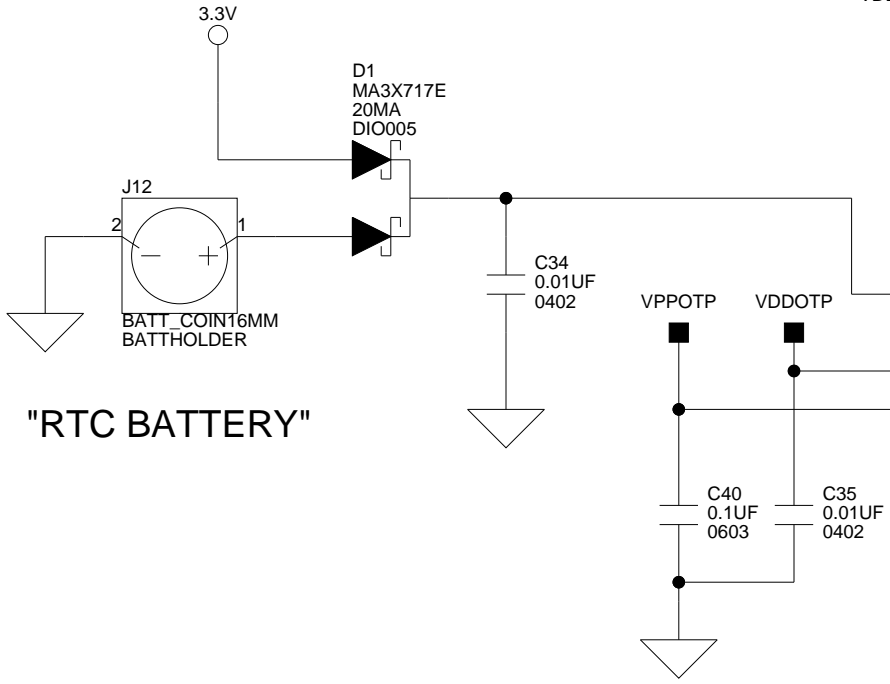 3.3V
D1
MA3X717E
20MA
DIO005
J12
2
1
BATT_COIN16MM
BATTHOLDER
"RTC BATTERY"
C34
0.01UF
0402
VPPOTP
VDDOTP
C40
0.1UF
0603
C35
0.01UF
0402